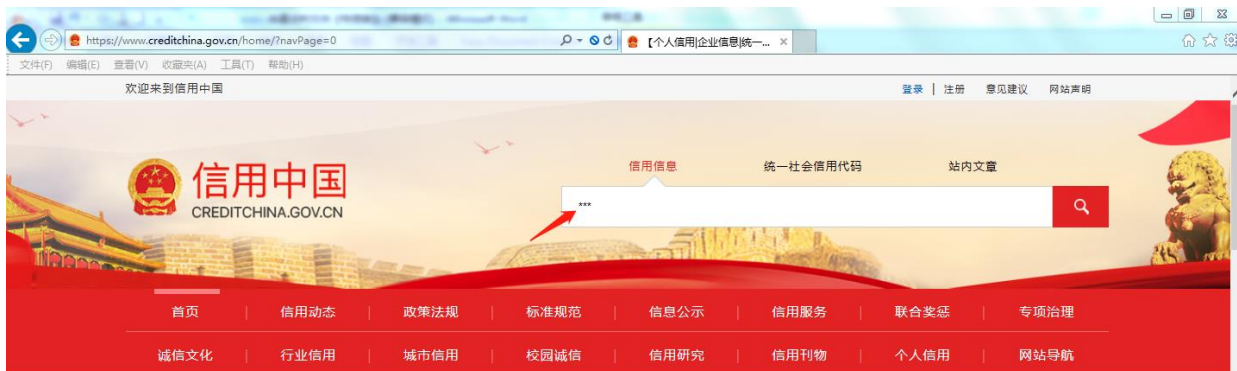 https://www.creditchina.gov.cn/home/?navPage=0
【个人信用|企业信息|统一... ×
文件(F) 编辑(E) 查看(V) 收藏夹(A) 工具(T) 帮助(H)
欢迎来到信用中国
登录 | 注册 意见建议 网站声明
信用信息 统一社会信用代码 站内文章
信用中国
CREDITCHINA.GOV.CN
***
首页 | 信用动态 | 政策法规 | 标准规范 | 信息公示 | 信用服务 | 联合奖惩 | 专项治理
诚信文化 | 行业信用 | 城市信用 | 校园诚信 | 信用研究 | 信用刊物 | 个人信用 | 网站导航